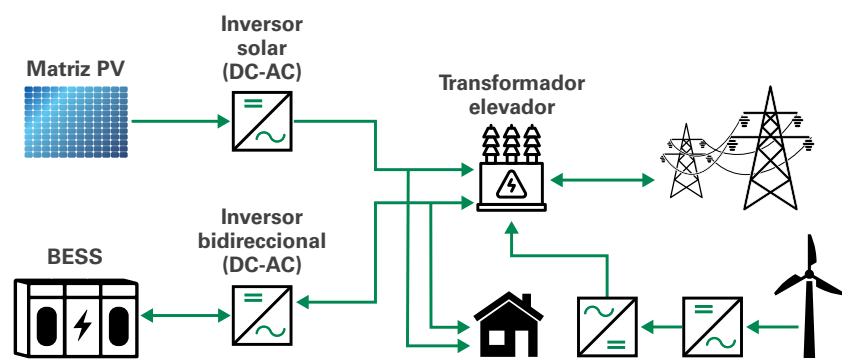 Inversor
solar
(DC-AC)
Matriz PV
Transformador
elevador
Inversor
bidireccional
(DC-AC)
BESS